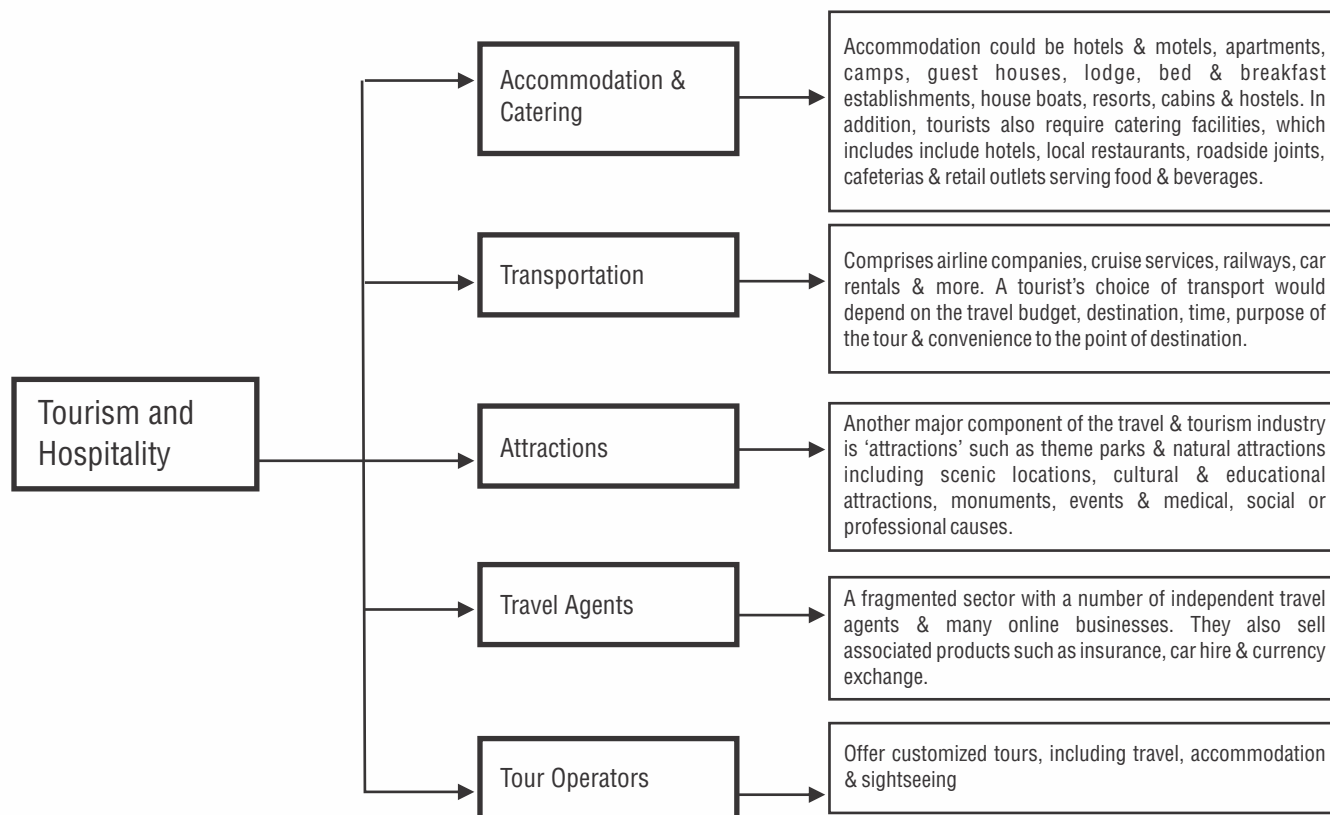 Tourism and
Hospitality
Accommodation &
Catering
Accommodation could be hotels & motels, apartments,
camps, guest houses, lodge, bed & breakfast
establishments, house boats, resorts, cabins & hostels. In
addition, tourists also require catering facilities, which
includes include hotels, local restaurants, roadside joints,
cafeterias & retail outlets serving food & beverages.
Transportation
Comprises airline companies, cruise services, railways, car
rentals & more. A tourist’s choice of transport would
depend on the travel budget, destination, time, purpose of
the tour & convenience to the point of destination.
Attractions
Another major component of the travel & tourism industry
is ‘attractions’ such as theme parks & natural attractions
including scenic locations, cultural & educational
attractions, monuments, events & medical, social or
professional causes.
Travel Agents
A fragmented sector with a number of independent travel
agents & many online businesses. They also sell
associated products such as insurance, car hire & currency
exchange.
Tour Operators
Offer customized tours, including travel, accommodation
& sightseeing